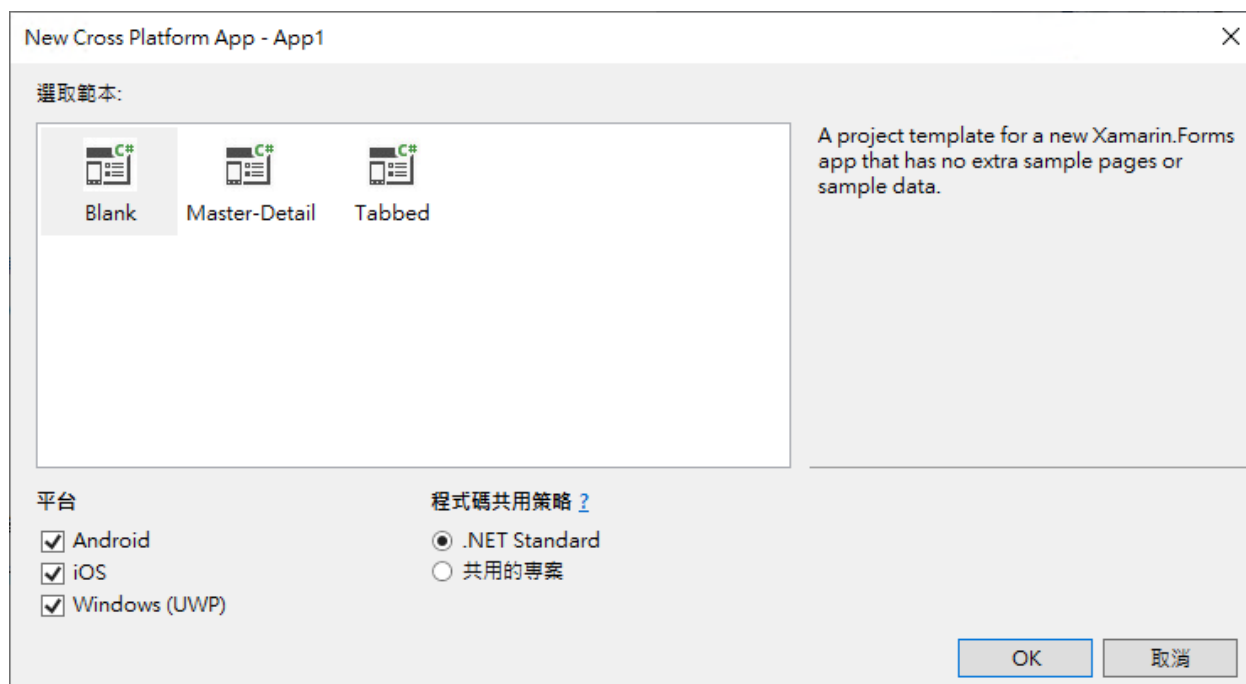 New Cross Platform App - App1
選取範本:
C# C# C#
Blank Master-Detail Tabbed
A project template for a new Xamarin.Forms
app that has no extra sample pages or
sample data.
平台
Android
iOS
Windows (UWP)
程式碼共用策略 ?
.NET Standard
共用的專案
OK 取消